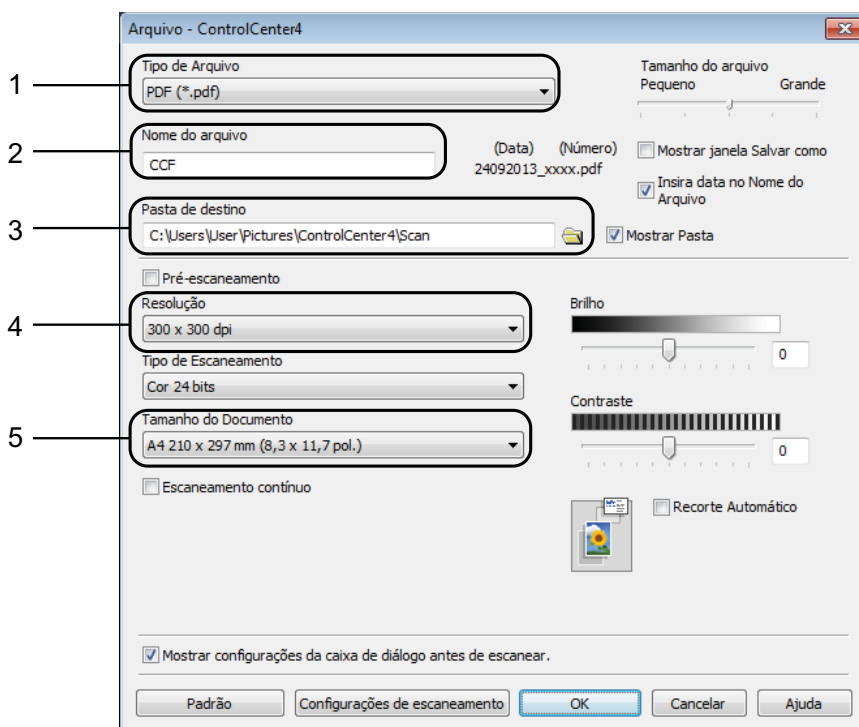 Arquivo - ControlCenter4
1
Tipo de Arquivo
PDF (*.pdf)
Tamanho do arquivo
Pequeno Grande
2
Nome do arquivo
CCF
(Data) (Número)
24092013_xxxx.pdf
Mostrar janela Salvar como
Insira data no Nome do
Arquivo
3
Pasta de destino
C:\Users\User\Pictures\ControlCenter4\Scan
Mostrar Pasta
Pré-escaneamento
4
Resolução
300 x 300 dpi
Brilho
0
Tipo de Escaneamento
Cor 24 bits
Contraste
0
5
Tamanho do Documento
A4 210 x 297 mm (8,3 x 11,7 pol.)
Escaneamento contínuo
Recorte Automático
Mostrar configurações da caixa de diálogo antes de escanear.
Padrão Configurações de escaneamento OK Cancelar Ajuda